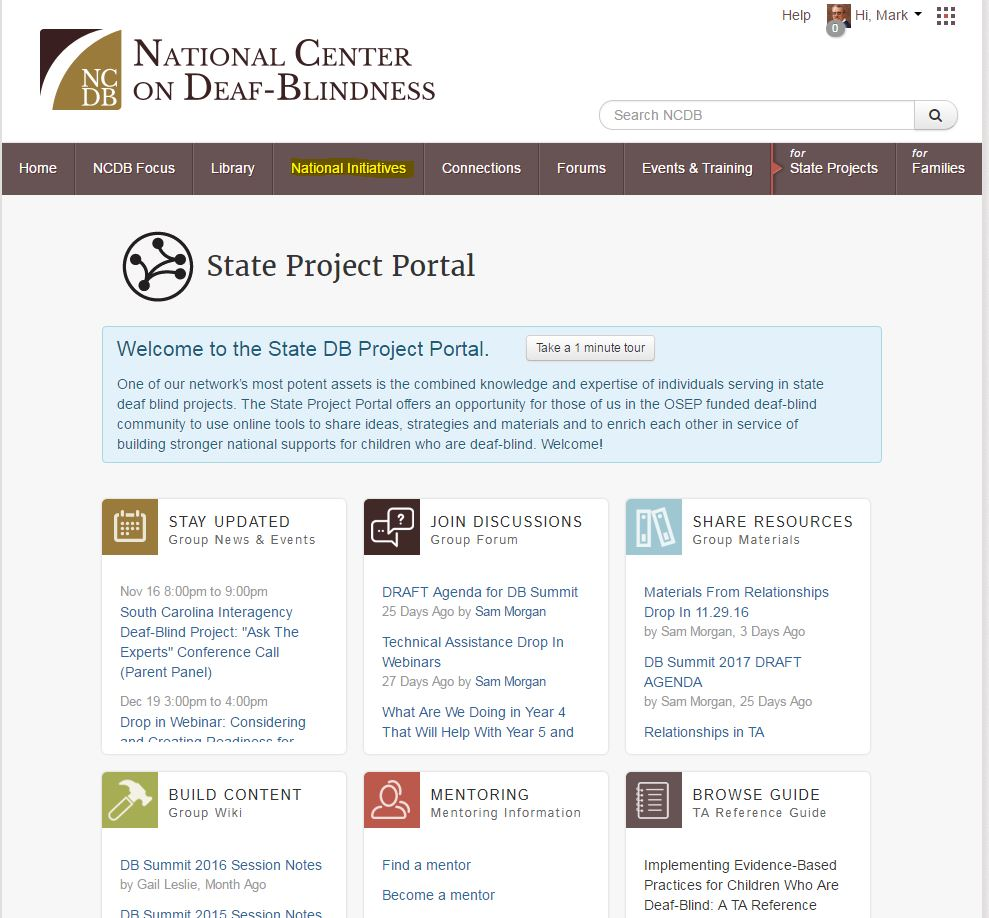 Help
0
Hi, Mark
NC
DB
NATIONAL CENTER
ON DEAF-BLINDNESS
Search NCDB
Home
NCDB Focus
Library
National Initiatives
Connections
Forums
Events & Training
for
State Projects
for
Families
State Project Portal
Welcome to the State DB Project Portal.
Take a 1 minute tour
One of our network's most potent assets is the combined knowledge and expertise of individuals serving in state
deaf blind projects. The State Project Portal offers an opportunity for those of us in the OSEP funded deaf-blind
community to use online tools to share ideas, strategies and materials and to enrich each other in service of
building stronger national supports for children who are deaf-blind. Welcome!
STAY UPDATED
Group News & Events
Nov 16 8:00pm to 9:00pm
South Carolina Interagency
Deaf-Blind Project: "Ask The
Experts" Conference Call
(Parent Panel)
Dec 19 3:00pm to 4:00pm
Drop in Webinar: Considering
and Creating Readiness for
JOIN DISCUSSIONS
Group Forum
DRAFT Agenda for DB Summit
25 Days Ago by Sam Morgan
Technical Assistance Drop In
Webinars
27 Days Ago by Sam Morgan
What Are We Doing in Year 4
That Will Help With Year 5 and
SHARE RESOURCES
Group Materials
Materials From Relationships
Drop In 11.29.16
by Sam Morgan, 3 Days Ago
DB Summit 2017 DRAFT
AGENDA
by Sam Morgan, 25 Days Ago
Relationships in TA
BUILD CONTENT
Group Wiki
DB Summit 2016 Session Notes
by Gail Leslie, Month Ago
DB Summit 2015 Session Notes
MENTORING
Mentoring Information
Find a mentor
Become a mentor
BROWSE GUIDE
TA Reference Guide
Implementing Evidence-Based
Practices for Children Who Are
Deaf-Blind: A TA Reference